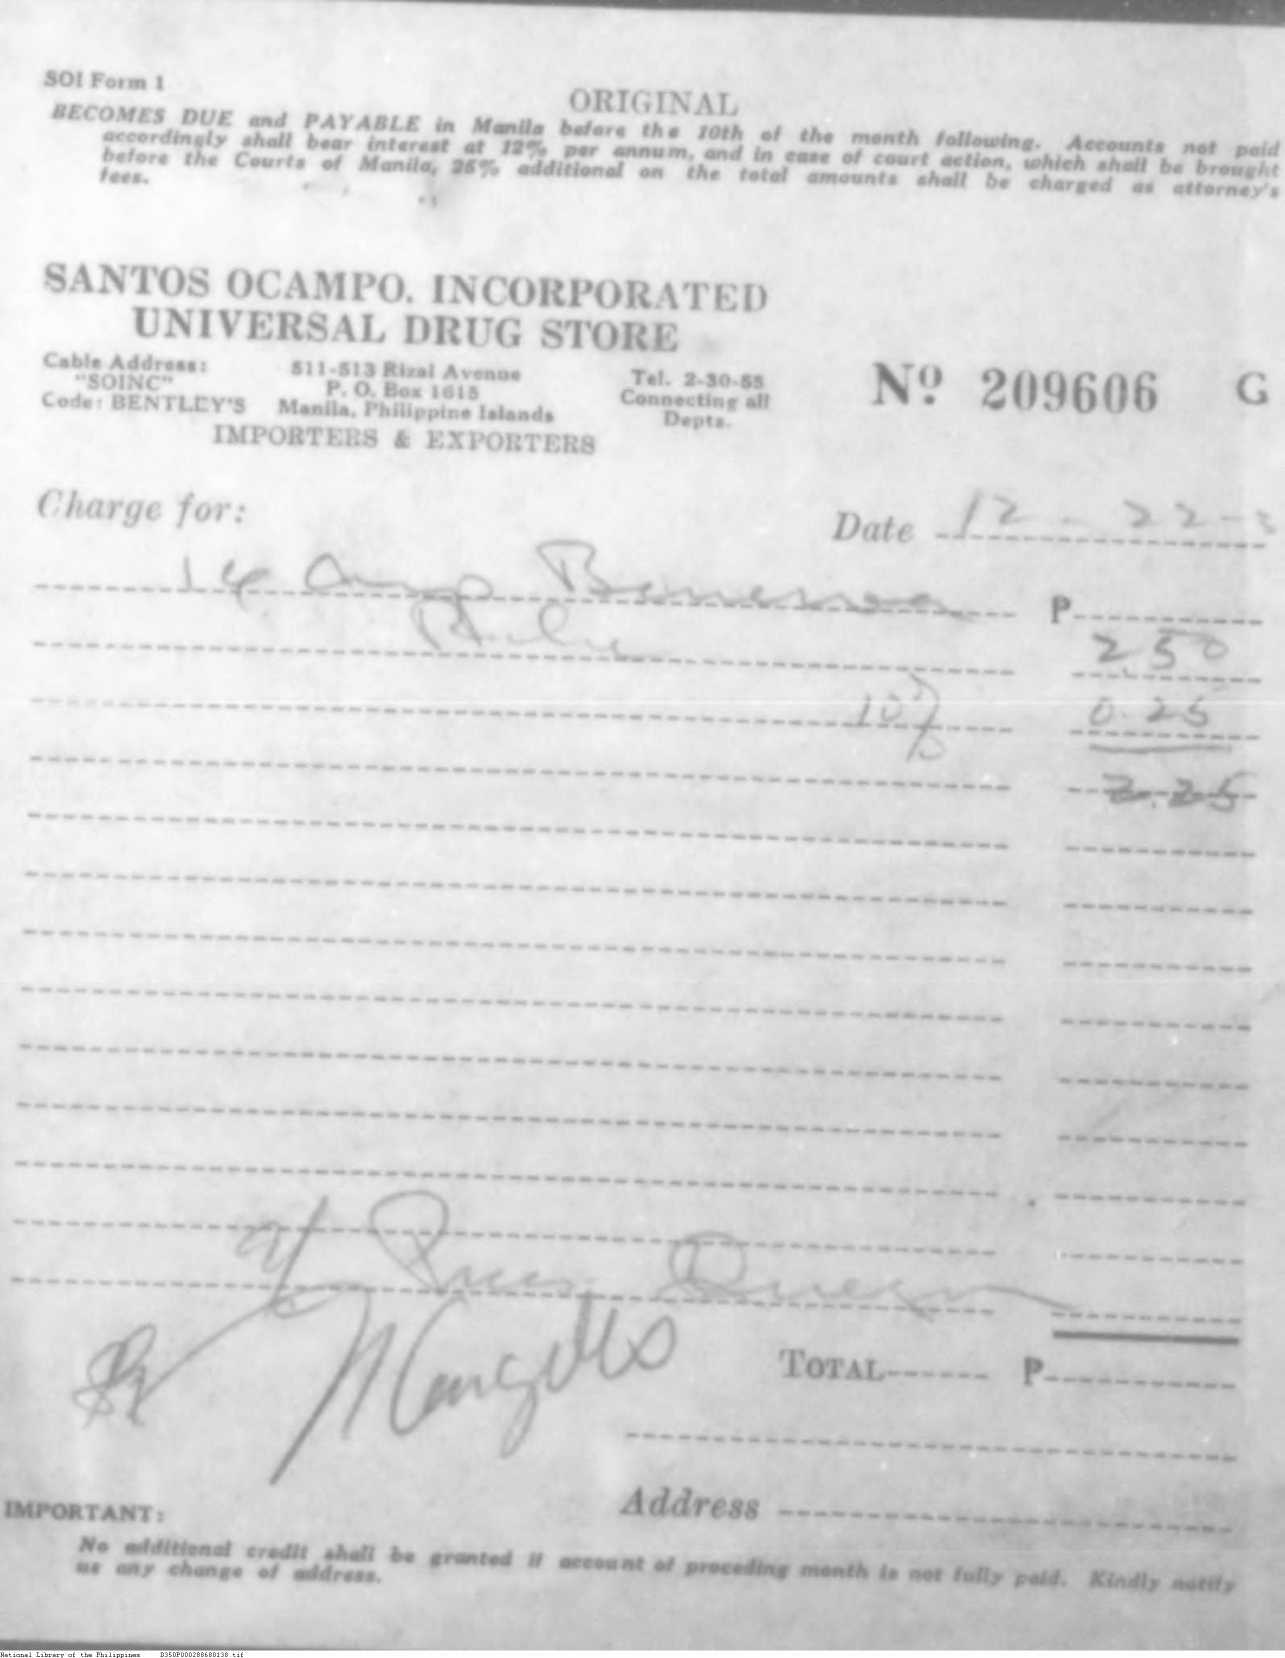 SOI Form 1
ORIGINAL
BECOMES DUE and PAYABLE in Manila before the 10th of the month following. Accounts not paid
accordingly shall bear interest at 12% per annum, and in case of court action, which shall be brought
before the Courts of Manila, 25% additional on the total amounts shall be charged as attorney's
fees.
SANTOS OCAMPO. INCORPORATED
UNIVERSAL DRUG STORE
Cable Address:
"SOINC"
Code: BENTLEY'S
511-513 Rizal Avenue
P. O. Box 1615
Manila, Philippine Islands
Tel. 2-30-55
Connecting all
Depts.
IMPORTERS & EXPORTERS
Nº 209606 G
Charge for:
Date 12 - 22-3
14 Amp
P
2.50
10% 0.25
2.25
TOTAL P
Address
IMPORTANT:
No additional credit shall be granted if account of preceding month is not fully paid. Kindly notify
us any change of address.
National Library of the Philippines